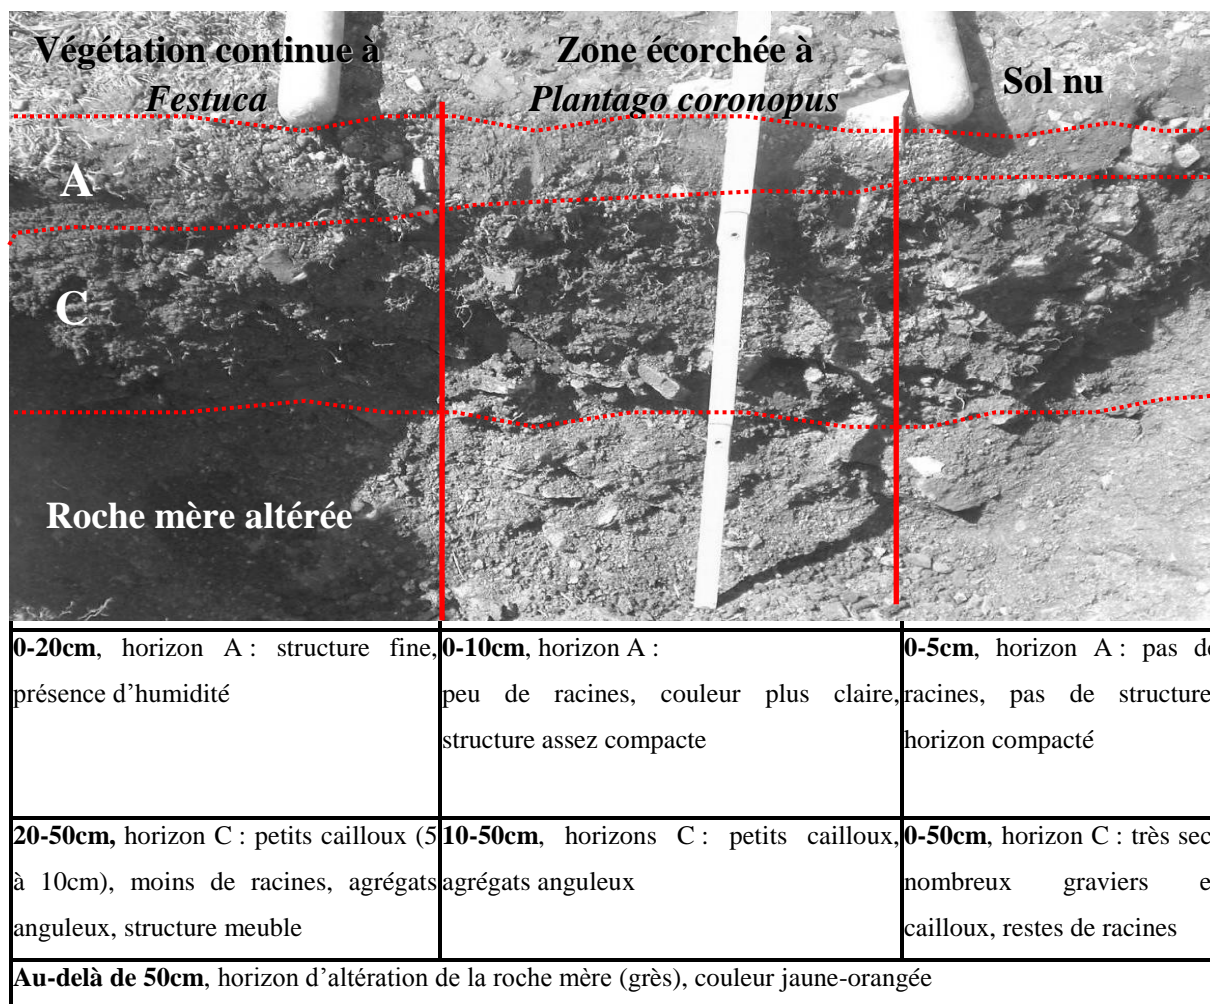 Végétation continue à
Festuca
Zone écorchée à
Plantago coronopus
Sol nu
A
C
Roche mère altérée
0-20cm, horizon A : structure fine,
présence d’humidité
0-10cm, horizon A :
peu de racines, couleur plus claire,
structure assez compacte
0-5cm, horizon A : pas de
racines, pas de structure
horizon compacté
20-50cm, horizon C : petits cailloux (5
à 10cm), moins de racines, agrégats
anguleux, structure meuble
10-50cm, horizons C : petits cailloux,
agrégats anguleux
0-50cm, horizon C : très sec
nombreux graviers e
cailloux, restes de racines
Au-delà de 50cm, horizon d’altération de la roche mère (grès), couleur jaune-orangée